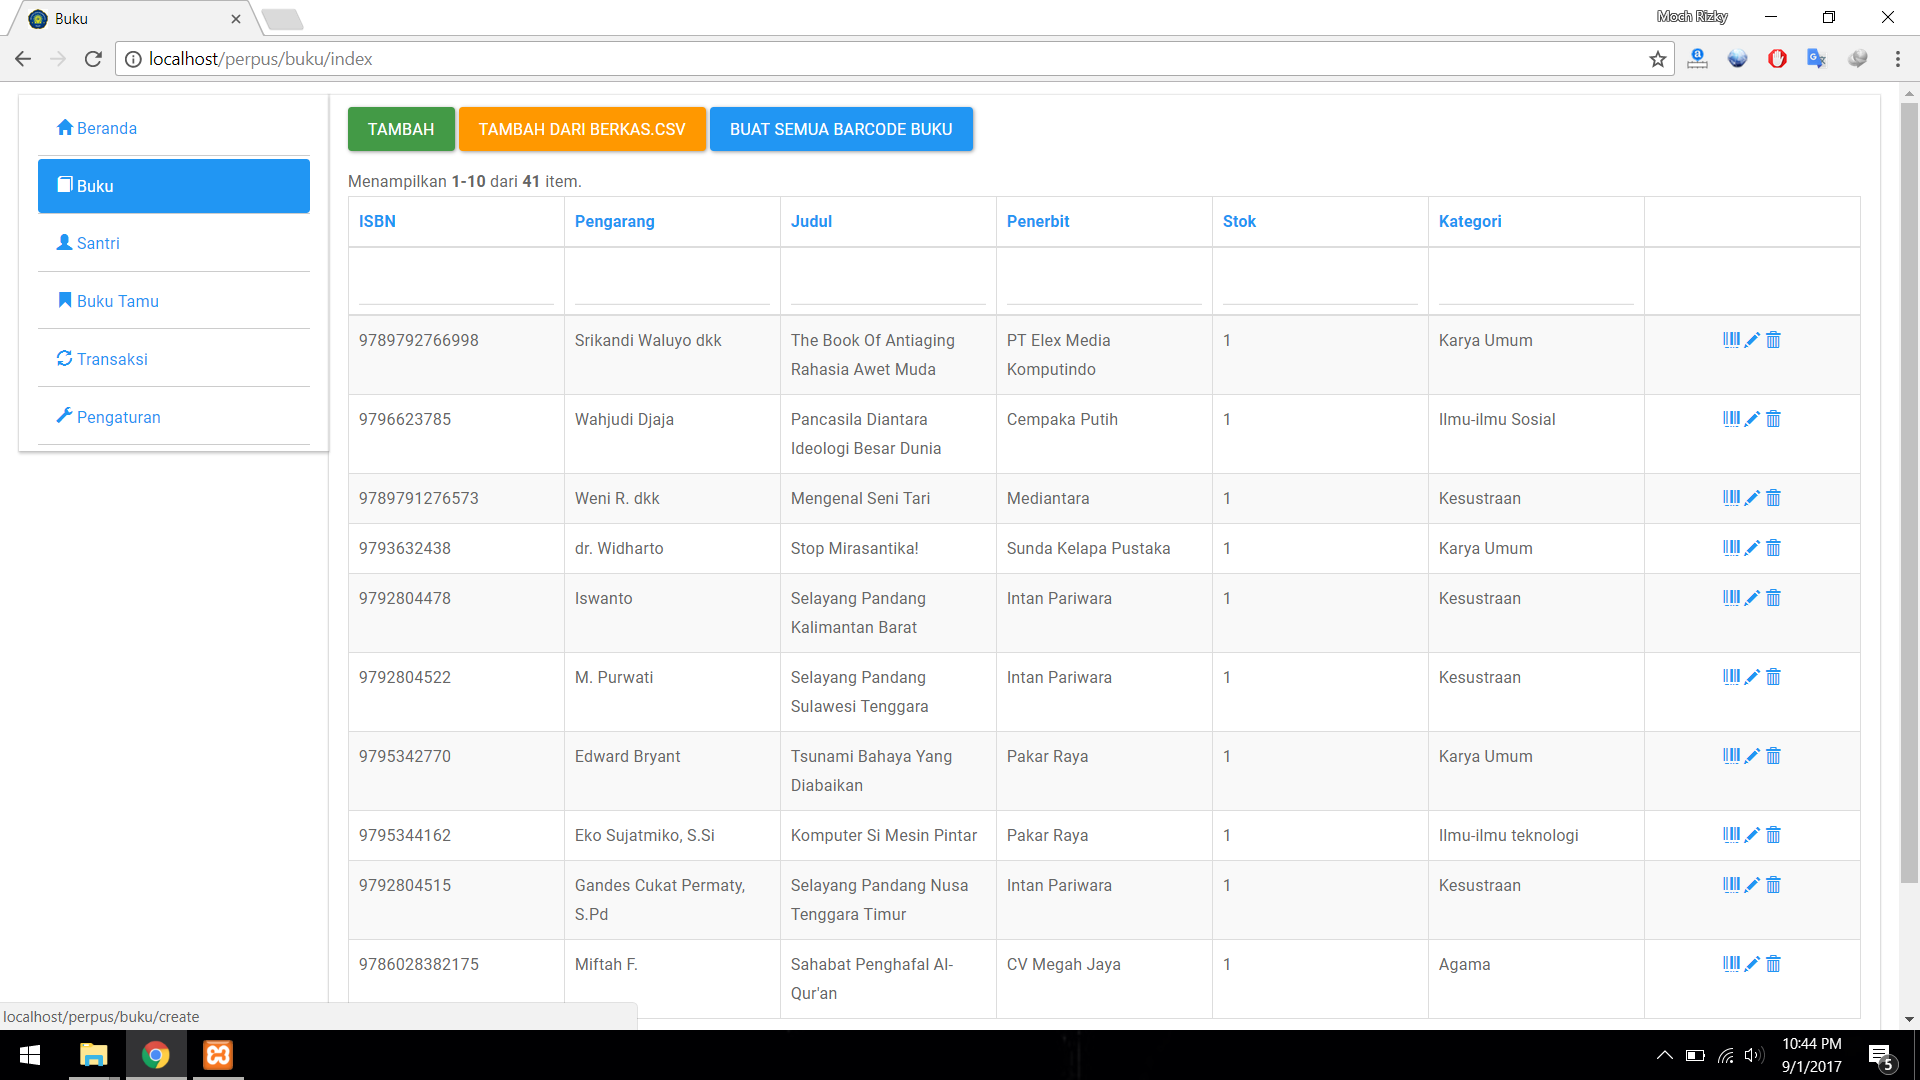 Buku
Moch Rizky
localhost/perpus/buku/index
Beranda
Buku
Santri
Buku Tamu
Transaksi
Pengaturan
TAMBAH TAMBAH DARI BERKAS.CSV BUAT SEMUA BARCODE BUKU
Menampilkan 1-10 dari 41 item.
ISBN Pengarang Judul Penerbit Stok Kategori
9789792766998 Srikandi Waluyo dkk The Book Of Antiaging PT Elex Media 1 Karya Umum
Rahasia Awet Muda Komputindo
9796623785 Wahjudi Djaja Pancasila Diantara Cempaka Putih 1 Ilmu-ilmu Sosial
Ideologi Besar Dunia
9789791276573 Weni R. dkk Mengenal Seni Tari Mediantara 1 Kesustraan
9793632438 dr. Widharto Stop Mirasantika! Sunda Kelapa Pustaka 1 Karya Umum
9792804478 Iswanto Selayang Pandang Intan Pariwara 1 Kesustraan
Kalimantan Barat
9792804522 M. Purwati Selayang Pandang Intan Pariwara 1 Kesustraan
Sulawesi Tenggara
9795342770 Edward Bryant Tsunami Bahaya Yang Pakar Raya 1 Karya Umum
Diabaikan
9795344162 Eko Sujatmiko, S.Si Komputer Si Mesin Pintar Pakar Raya 1 Ilmu-ilmu teknologi
9792804515 Gandes Cukat Permaty, Selayang Pandang Nusa Intan Pariwara 1 Kesustraan
S.Pd Tenggara Timur
9786028382175 Miftah F. Sahabat Penghafal Al- CV Megah Jaya 1 Agama
Qur'an
localhost/perpus/buku/create
10:44 PM
9/1/2017
5